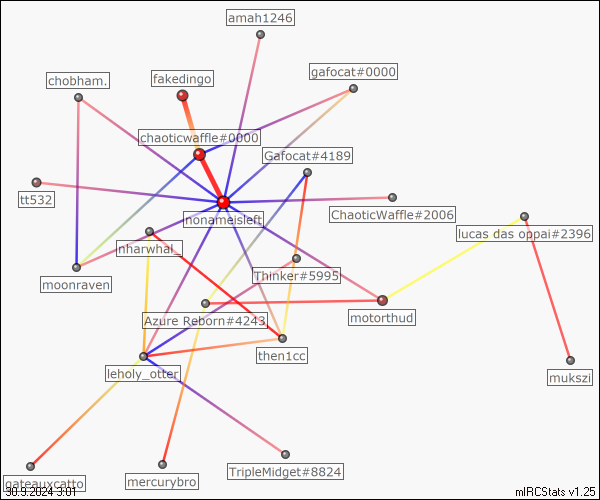 amah1246
fakedingo
gafocat#0000
chobham.
chaoticwaffle#0000
Gafocat#4189
tt532
nonameisleft
ChaoticWaffle#2006
lucas das oppai#2396
nharwhal_
moonraven
Thinker#5995
Azure Reborn#4243
motorthud
then1cc
leholy_otter
mukszi
gateauxcatto
mercurybro
TripleMidget#8824
30.9.2024 3:01
mIRCStats v1.25